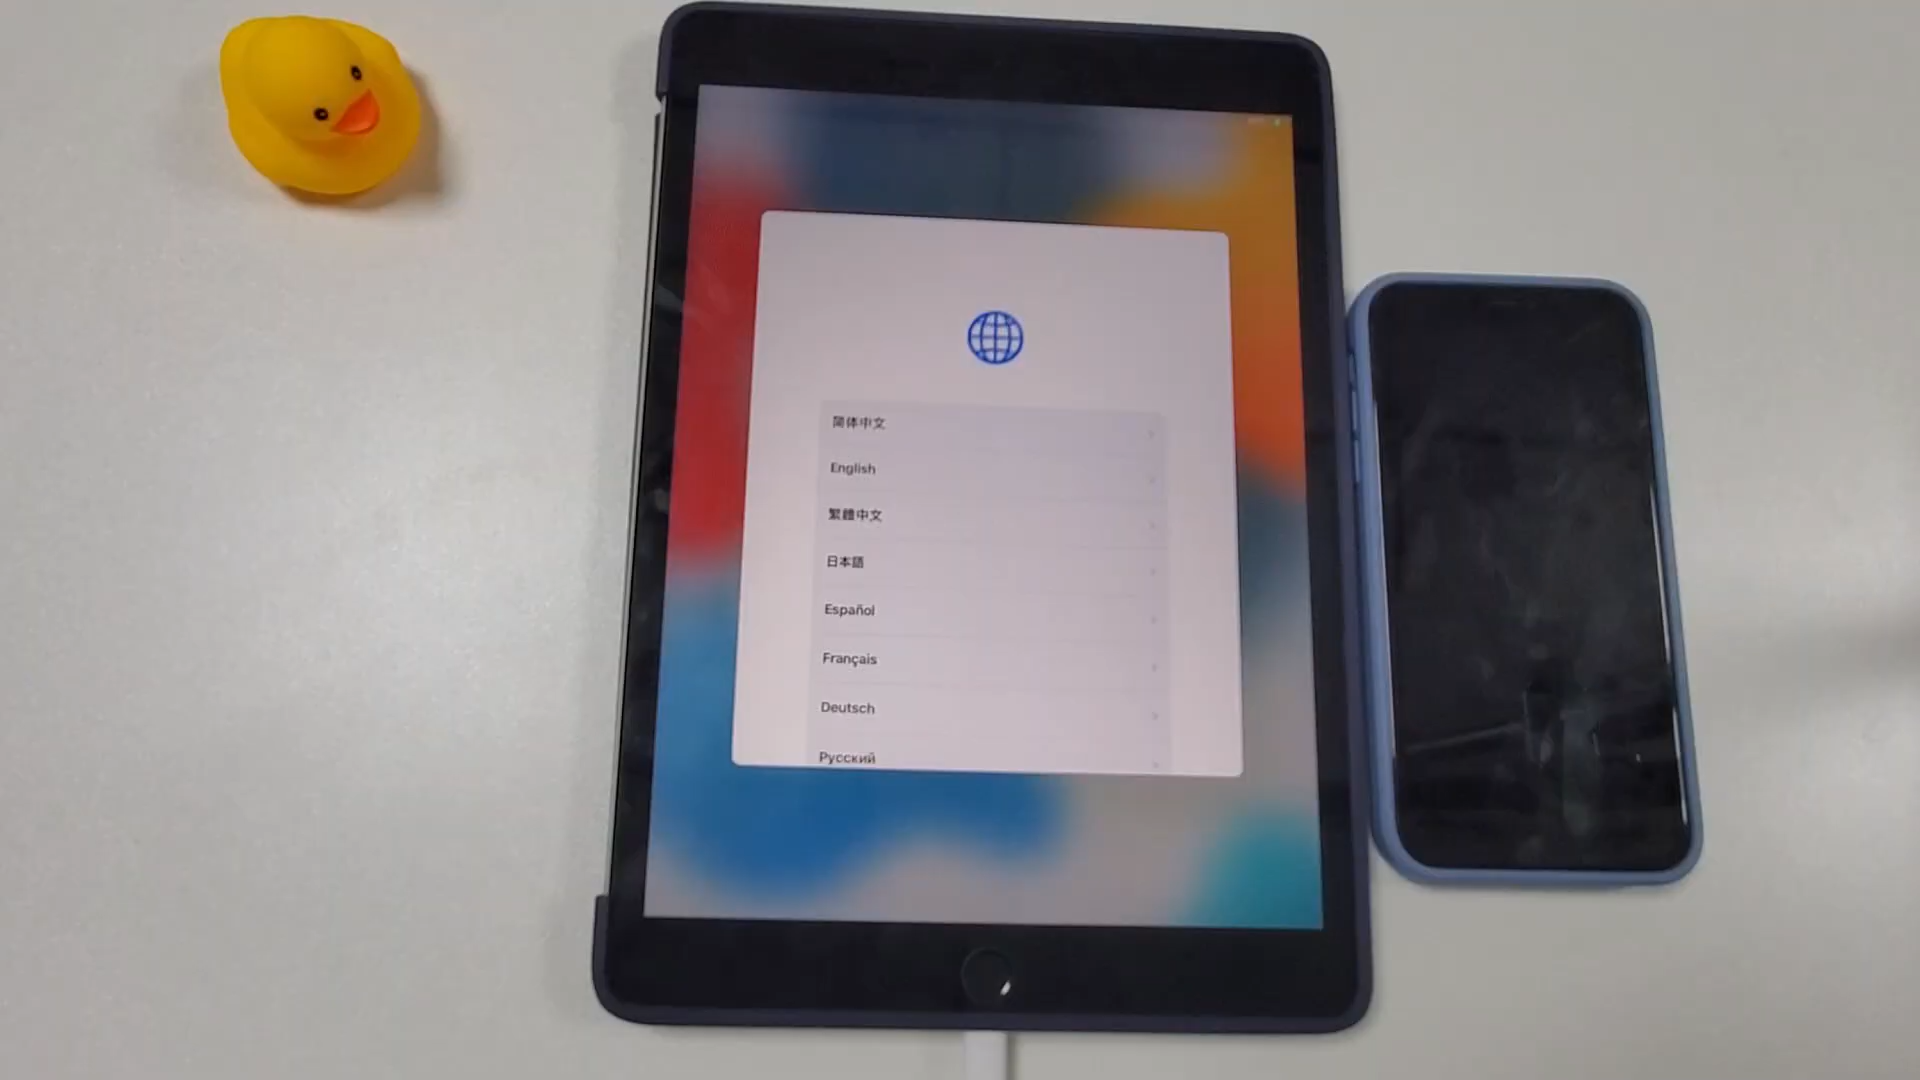 简体中文
English
繁體中文
日本語
Español
Français
Deutsch
Русский